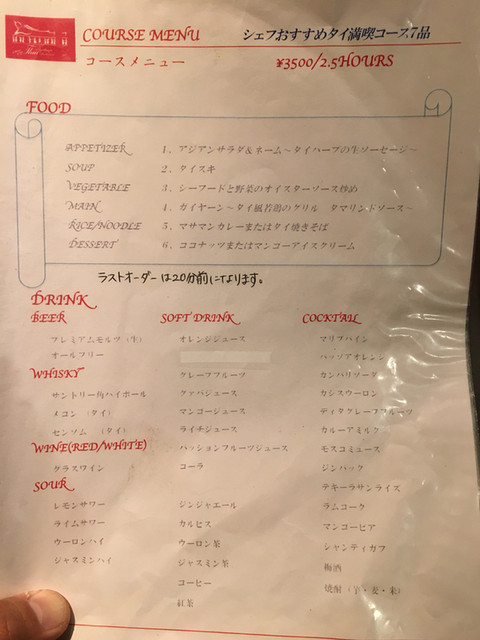 COURSE MENU シェフおすすめタイ満喫コース7品
コースメニュー ¥3500/2.5HOURS
FOOD
APPETIZER 1、アジアンサラダ＆ネーム～タイハーブの生ソーセージ～
SOUP 2、タイスキ
VEGETABLE 3、シーフードと野菜のオイスターソース炒め
MAIN 4、ガイヤーン～タイ風若鶏のグリル タマリンドソース～
RICE/NOODLE 5、マサマンカレーまたはタイ焼きそば
DESSERT 6、ココナッツまたはマンゴーアイスクリーム
ラストオーダーは20分前になります。
DRINK
BEER
プレミアムモルツ（生）
オールフリー
WHISKY
サントリー角ハイボール
メコン（タイ）
センソム（タイ）
WINE(RED/WHITE)
グラスワイン
SOUR
レモンサワー
ライムサワー
ウーロンハイ
ジャスミンハイ
SOFT DRINK
オレンジジュース
グレープフルーツ
グァバジュース
マンゴージュース
ライチジュース
パッションフルーツジュース
コーラ
ジンジャエール
カルピス
ウーロン茶
ジャスミン茶
コーヒー
紅茶
COCKTAIL
マリブパイン
パッソアオレンジ
カンパリソーダ
カシスウーロン
ティタグレープフルーツ
カルーアミルク
モスコミュース
ジンバック
テキーラサンライズ
ラムコーク
マンゴービア
シャンディガフ
梅酒
焼酎（芋・麦・米）